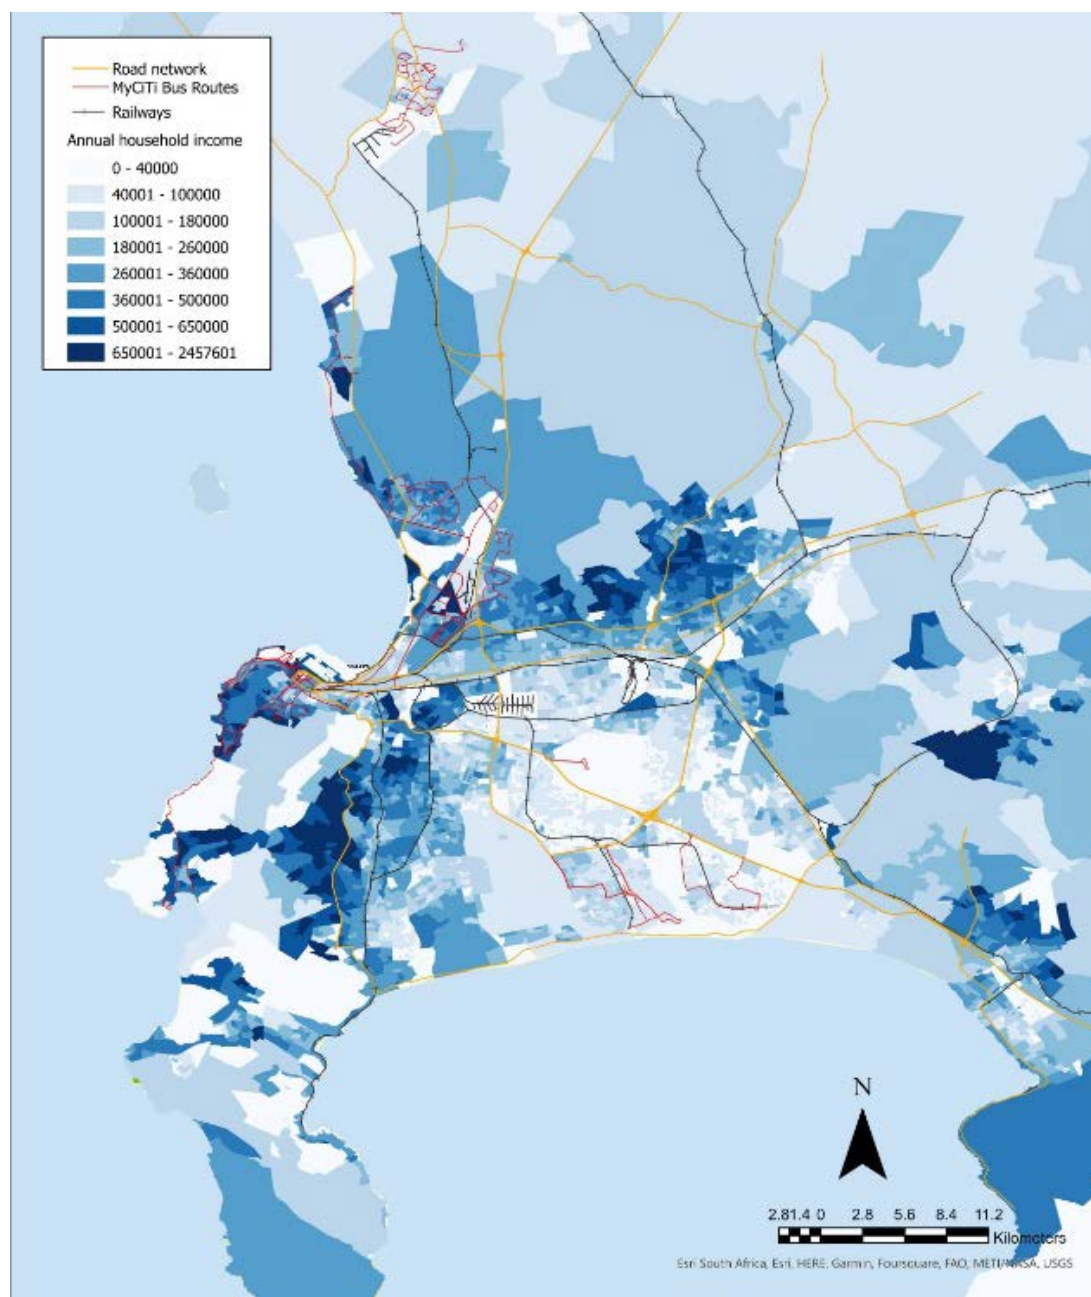 Road network
MyCiTi Bus Routes
Railways
Annual household income
0 - 40000
40001 - 100000
100001 - 180000
180001 - 260000
260001 - 360000
360001 - 500000
500001 - 650000
650001 - 2457601
N
2.81.4 0 2.8 5.6 8.4 11.2
Kilometers
Esri South Africa, Esri, HERE, Garmin, Foursquare, FAO, METI/NASA, USGS